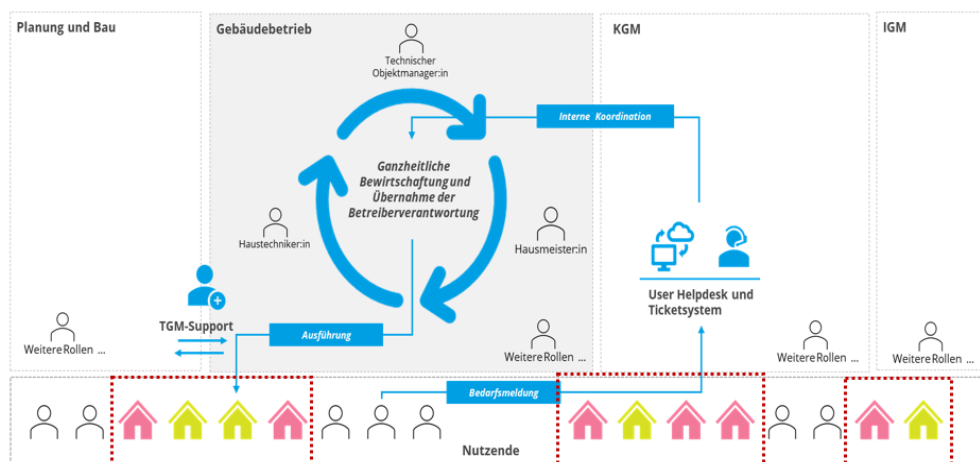 Planung und Bau
Gebäudebetrieb
KGM
IGM
Technischer
Objektmanager:in
Interne Koordination
Ganzheitliche
Bewirtschaftung und
Übernahme der
Betreiberverantwortung
Haustechniker:in
Hausmeister:in
User Helpdesk und
Ticketsystem
TGM-Support
Ausführung
Weitere Rollen ...
Weitere Rollen ...
Weitere Rollen ...
Weitere Rollen ...
Bedarfsmeldung
Nutzende